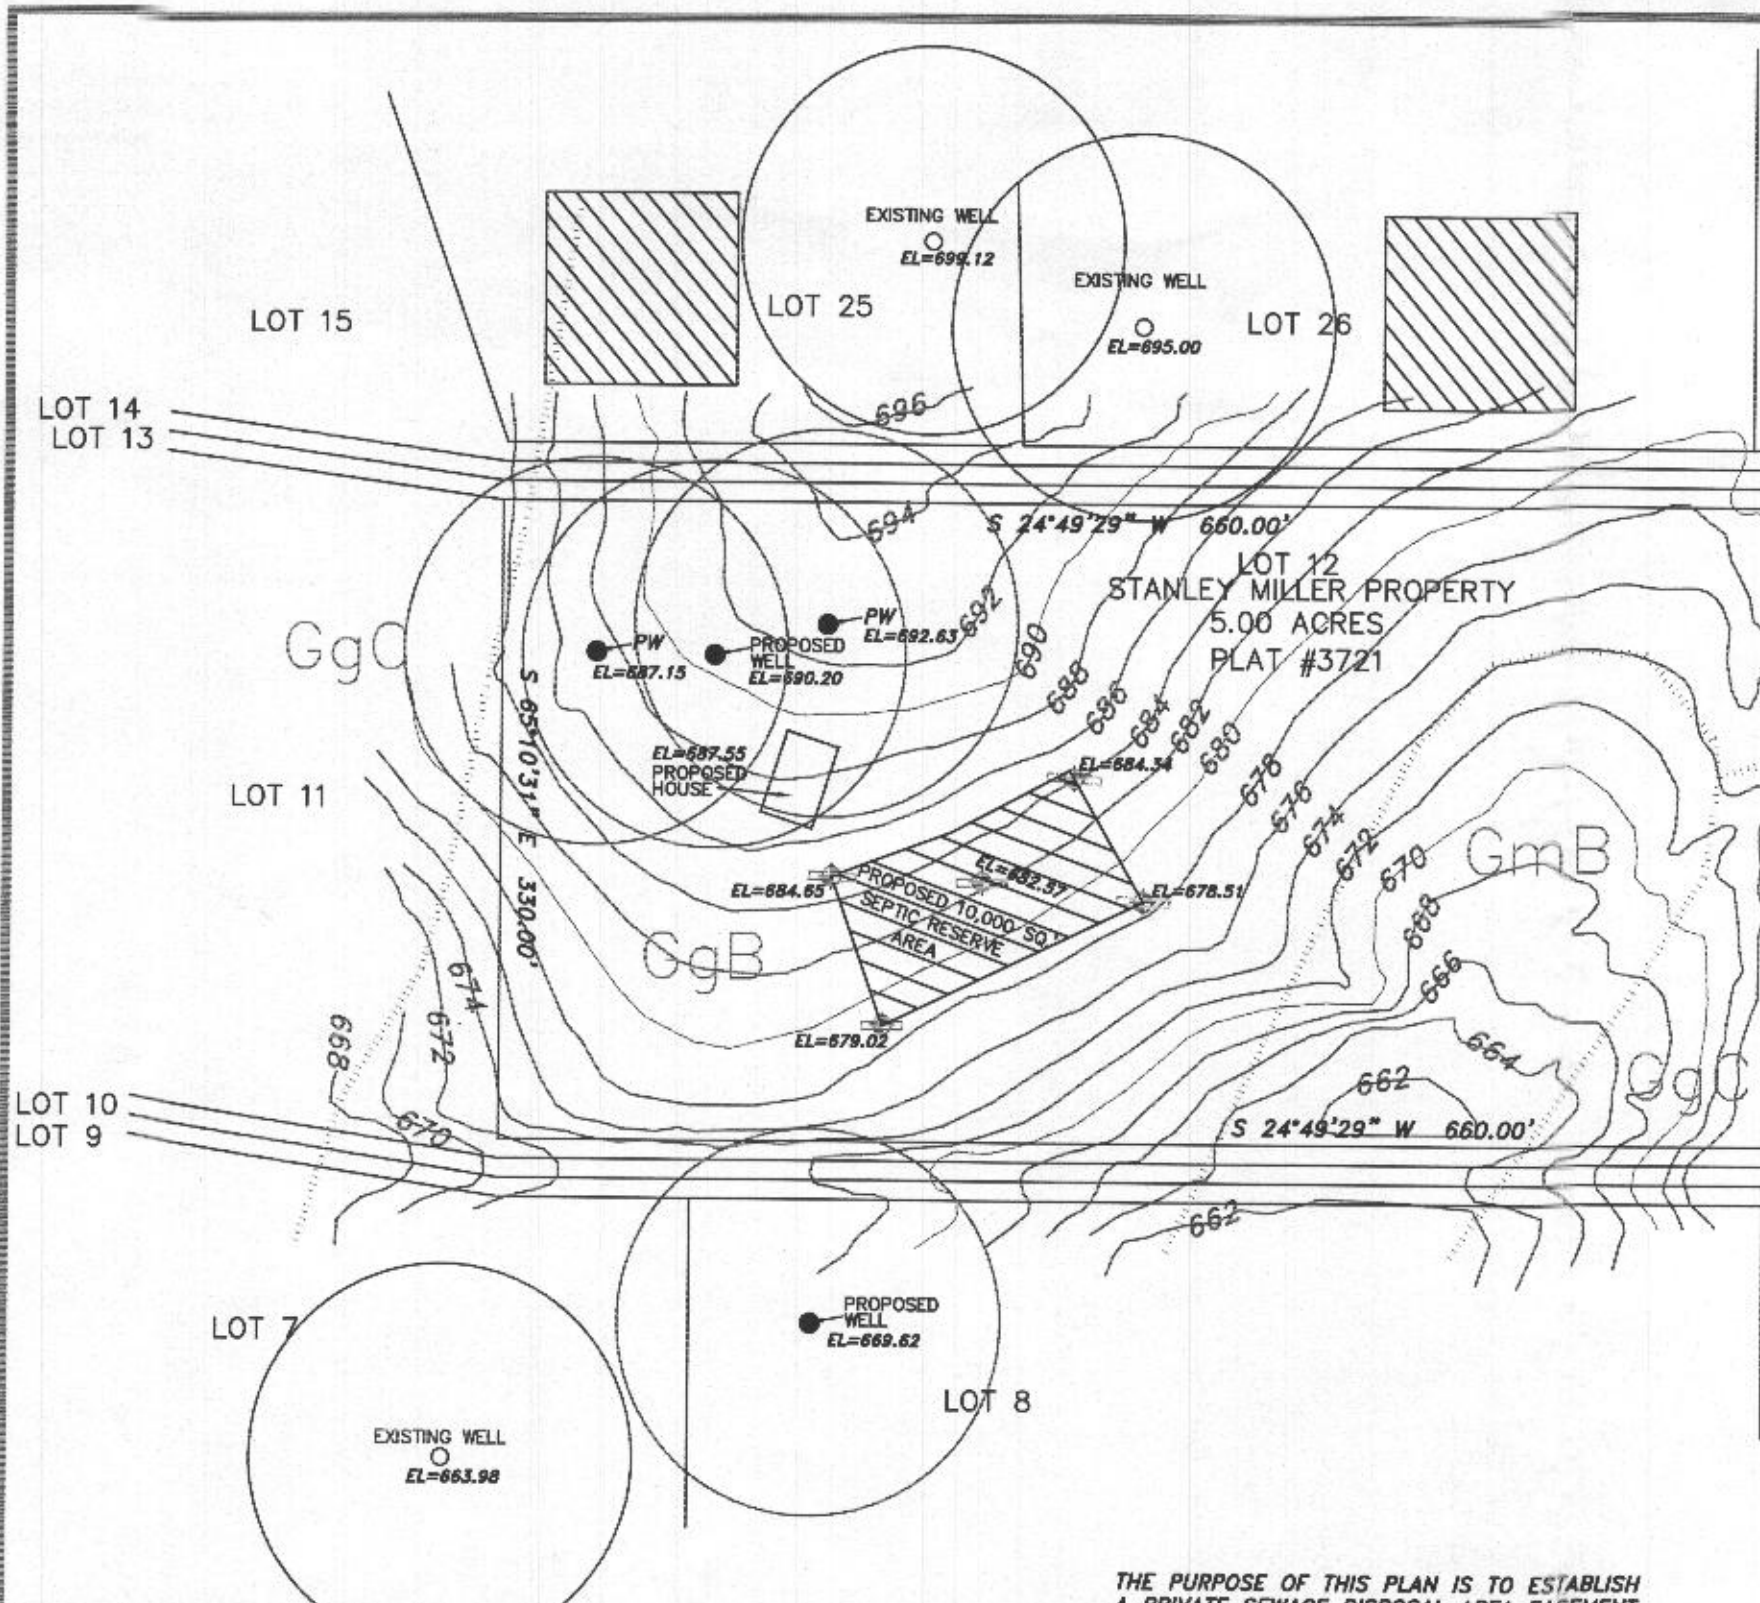 EXISTING WELL
EL=699.12
EXISTING WELL
EL=695.00
LOT 25
LOT 26
LOT 15
LOT 14
LOT 13
696
694
S 24°49'29" W 660.00'
LOT 12
STANLEY MILLER PROPERTY
5.00 ACRES
PLAT #3721
GgC
PW
EL=687.15
PROPOSED
WELL
EL=690.20
PW
EL=692.63
692
690
688
686
684
682
680
678
676
674
672
670
668
666
664
662
S 65°10'31" E 330.00'
EL=687.55
PROPOSED
HOUSE
EL=684.34
LOT 11
GmB
EL=684.65
EL=682.57
EL=678.51
PROPOSED 10,000 SQ.'
SEPTIC RESERVE
AREA
GgB
EL=679.02
674
672
668
670
GgC
LOT 10
LOT 9
S 24°49'29" W 660.00'
662
LOT 7
PROPOSED
WELL
EL=669.62
LOT 8
EXISTING WELL
EL=663.98
THE PURPOSE OF THIS PLAN IS TO ESTABLISH
A PRIVATE SEWAGE DISPOSAL AREA EASEMENT